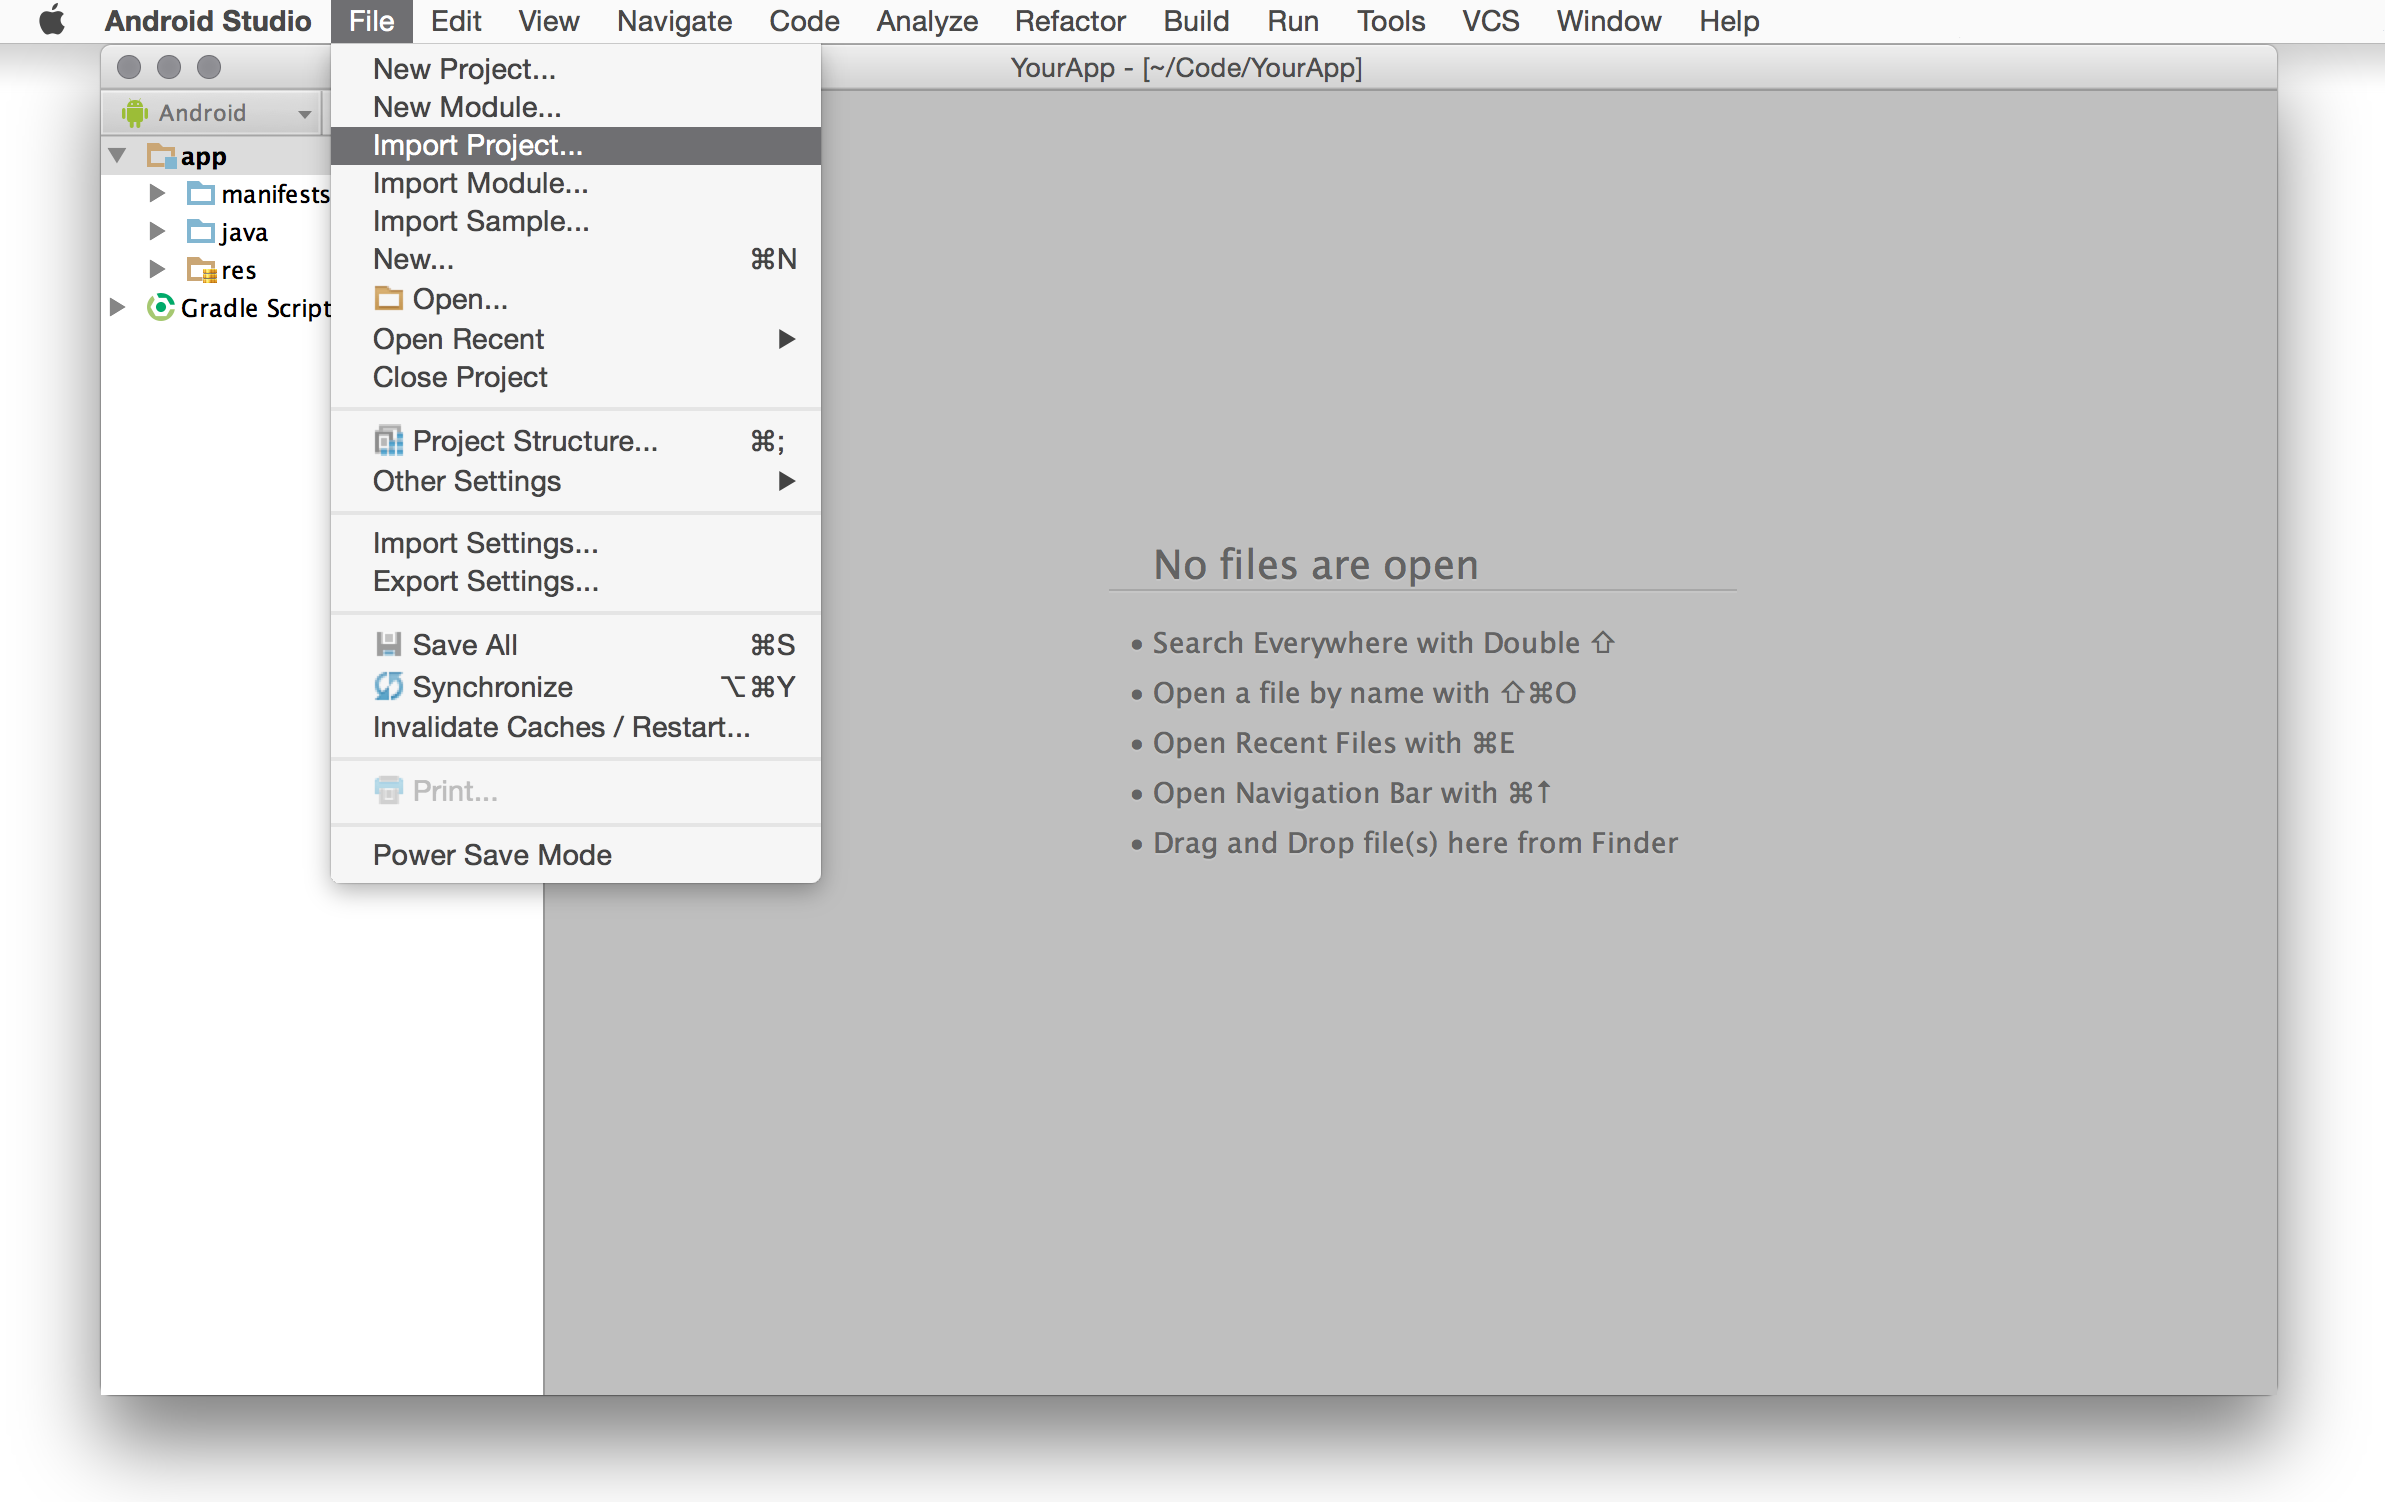 Android Studio File Edit View Navigate Code Analyze Refactor Build Run Tools VCS Window Help
YourApp - [~/Code/YourApp]
Android
app
manifests
java
res
Gradle Script
New Project...
New Module...
Import Project...
Import Module...
Import Sample...
New... ⌘N
Open...
Open Recent
Close Project
Project Structure... ⌘;
Other Settings
Import Settings...
Export Settings...
Save All ⌘S
Synchronize ⌥⌘Y
Invalidate Caches / Restart...
Print...
Power Save Mode
No files are open
• Search Everywhere with Double ⇧
• Open a file by name with ⇧⌘O
• Open Recent Files with ⌘E
• Open Navigation Bar with ⌘↑
• Drag and Drop file(s) here from Finder